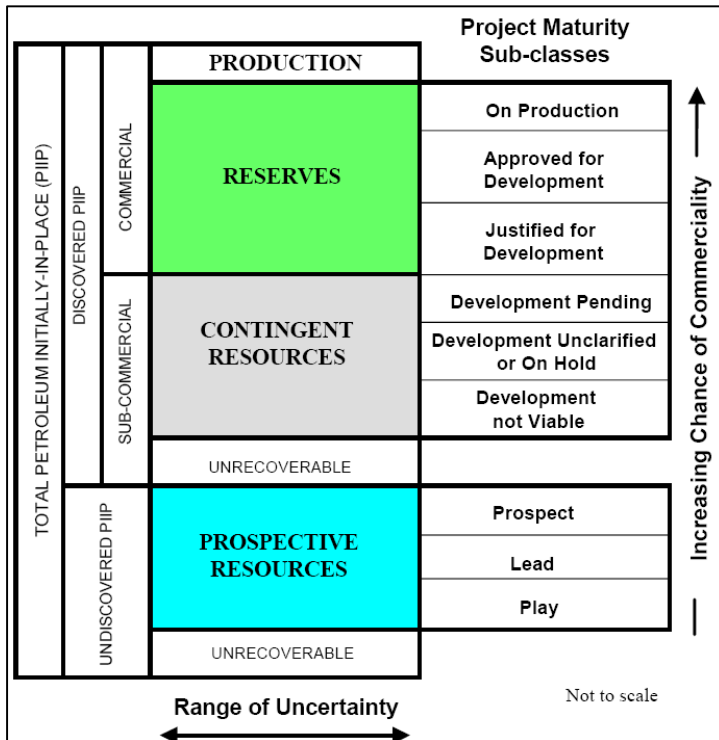 Project Maturity
Sub-classes
PRODUCTION
RESERVES
On Production
Approved for
Development
Justified for
Development
CONTINGENT
RESOURCES
Development Pending
Development Unclarified
or On Hold
Development
not Viable
UNRECOVERABLE
PROSPECTIVE
RESOURCES
Prospect
Lead
Play
UNRECOVERABLE
TOTAL PETROLEUM INITIALLY-IN-PLACE (PIIP)
DISCOVERED PIIP
UNDISCOVERED PIIP
COMMERCIAL
SUB-COMMERCIAL
Increasing Chance of Commerciality
Range of Uncertainty
Not to scale